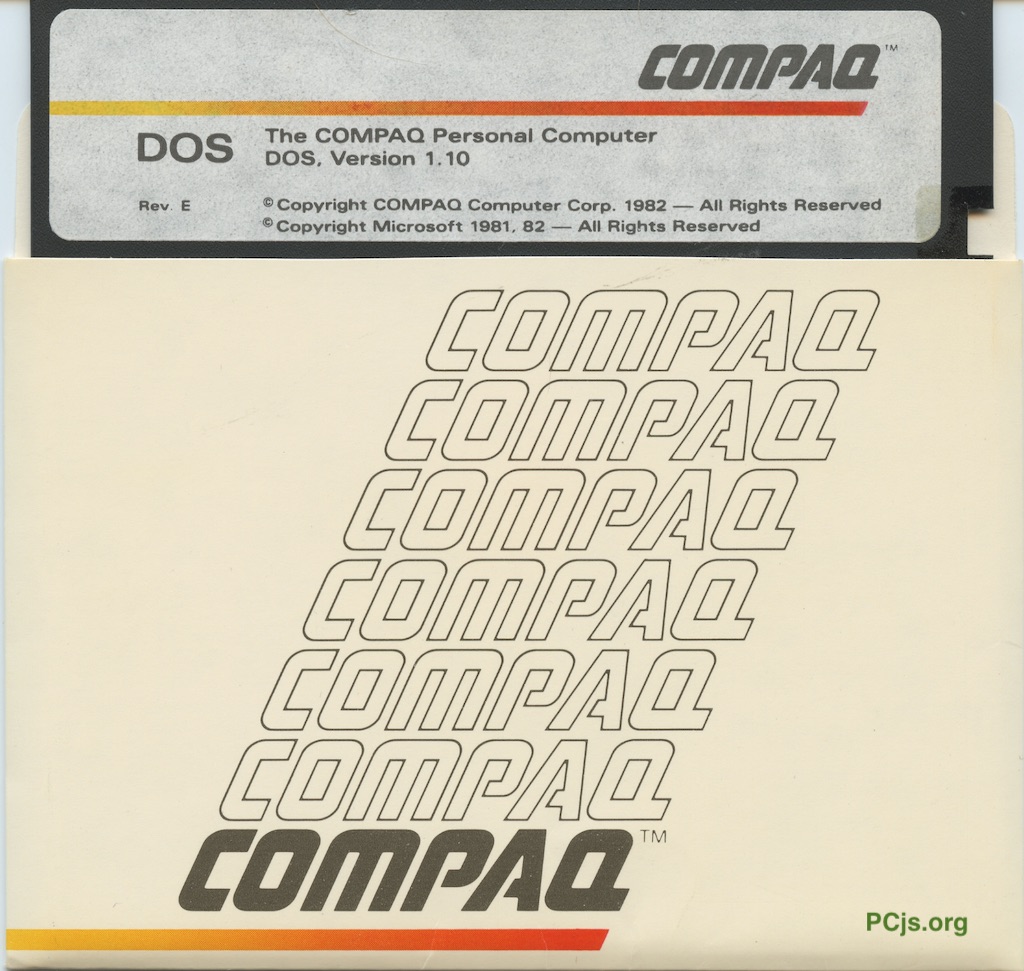 COMPAQ™
DOS
The COMPAQ Personal Computer
DOS, Version 1.10
Rev. E
©Copyright COMPAQ Computer Corp. 1982 — All Rights Reserved
©Copyright Microsoft 1981, 82 — All Rights Reserved
COMPAQ
COMPAQ
COMPAQ
COMPAQ
COMPAQ
COMPAQ
COMPAQ™
PCjs.org